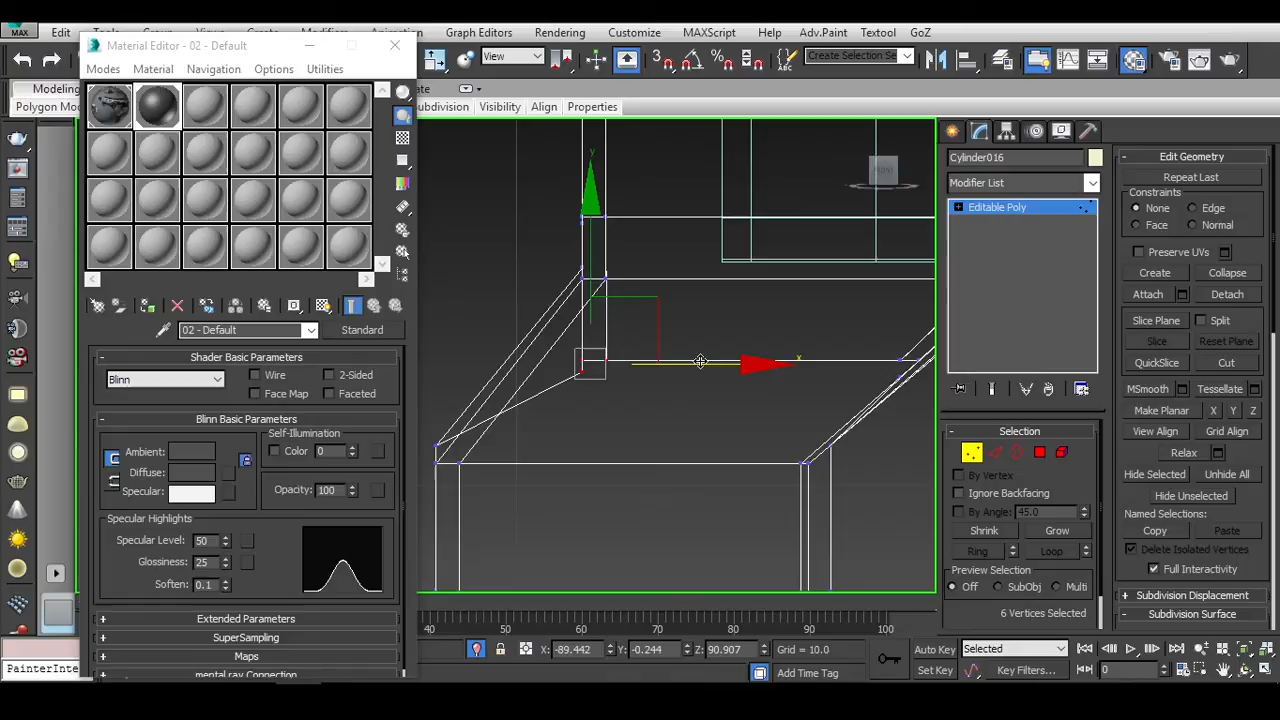 MAX Edit Graph Editors Rendering Customize MAXScript Help Adv.Paint Textool GoZ
Material Editor - 02 - Default
Modes Material Navigation Options Utilities
View
Create Selection Se
Modeling
Polygon Mo
ubdivision Visibility Align Properties
02 - Default
Standard
Shader Basic Parameters
Blinn
Wire
2-Sided
Face Map
Faceted
Blinn Basic Parameters
Ambient:
Diffuse:
Specular:
Self-Illumination
Color 0
Opacity: 100
Specular Highlights
Specular Level: 50
Glossiness: 25
Soften: 0.1
Extended Parameters
SuperSampling
Maps
mental ray Connection
y
x
Cylinder016
Modifier List
Editable Poly
Selection
By Vertex
Ignore Backfacing
By Angle: 45.0
Shrink Grow
Ring Loop
Preview Selection
Off SubObj Multi
6 Vertices Selected
Edit Geometry
Repeat Last
Constraints
None Edge
Face Normal
Preserve UVs
Create Collapse
Attach Detach
Slice Plane Split
Slice Reset Plane
QuickSlice Cut
MSmooth Tessellate
Make Planar X Y Z
View Align Grid Align
Relax
Hide Selected Unhide All
Hide Unselected
Named Selections:
Copy Paste
Delete Isolated Vertices
Full Interactivity
Subdivision Displacement
Subdivision Surface
40 50 60 70 80 90 100
X: -89.442 Y: -0.244 Z: 90.907 Grid = 10.0
Add Time Tag
Auto Key Selected
Set Key Key Filters...
0
PainterInte